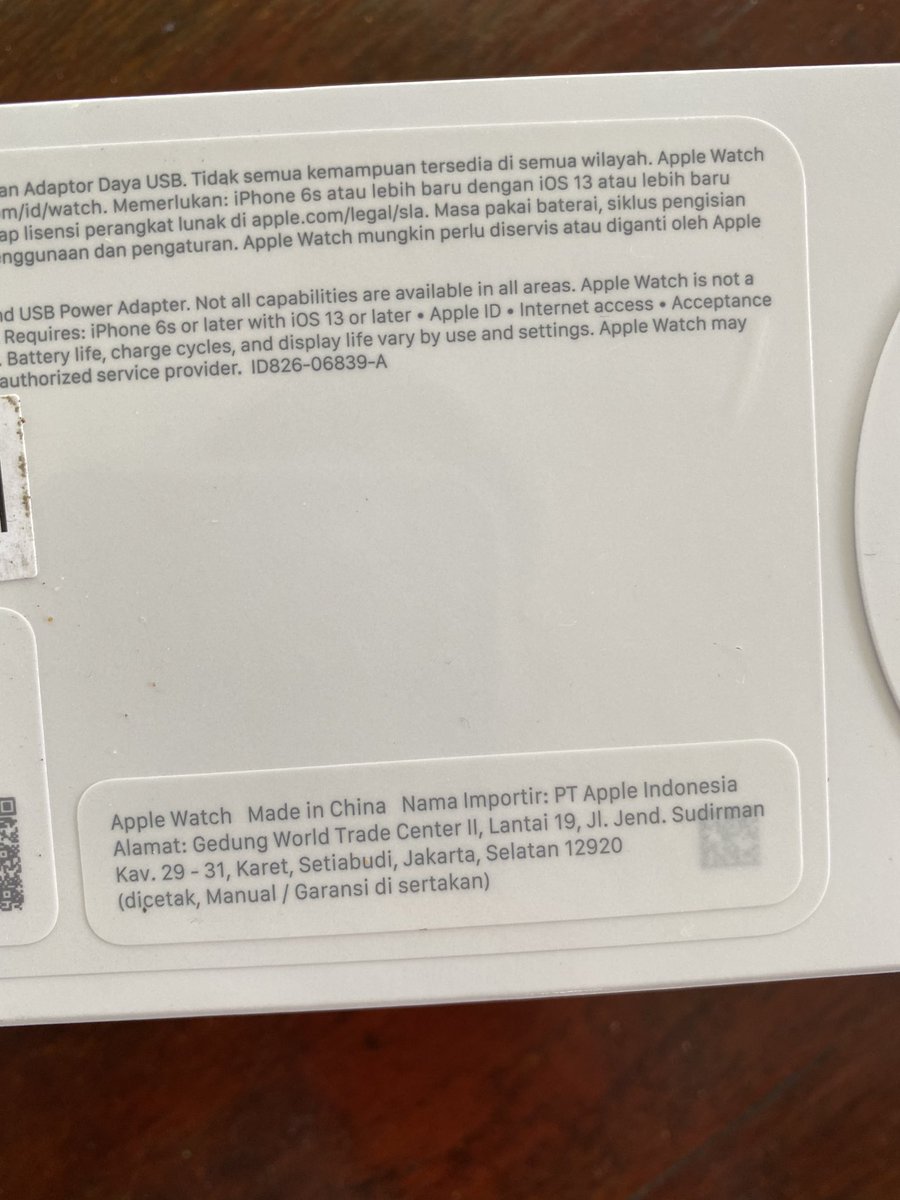 an Adaptor Daya USB. Tidak semua kemampuan tersedia di semua wilayah. Apple Watch
m/id/watch. Memerlukan: iPhone 6s atau lebih baru dengan iOS 13 atau lebih baru
ap lisensi perangkat lunak di apple.com/legal/sla. Masa pakai baterai, siklus pengisian
enggunaan dan pengaturan. Apple Watch mungkin perlu diservis atau diganti oleh Apple
nd USB Power Adapter. Not all capabilities are available in all areas. Apple Watch is not a
Requires: iPhone 6s or later with iOS 13 or later • Apple ID • Internet access • Acceptance
. Battery life, charge cycles, and display life vary by use and settings. Apple Watch may
authorized service provider. ID826-06839-A
Apple Watch Made in China Nama Importir: PT Apple Indonesia
Alamat: Gedung World Trade Center II, Lantai 19, Jl. Jend. Sudirman
Kav. 29 - 31, Karet, Setiabudi, Jakarta, Selatan 12920
(dicetak, Manual / Garansi di sertakan)